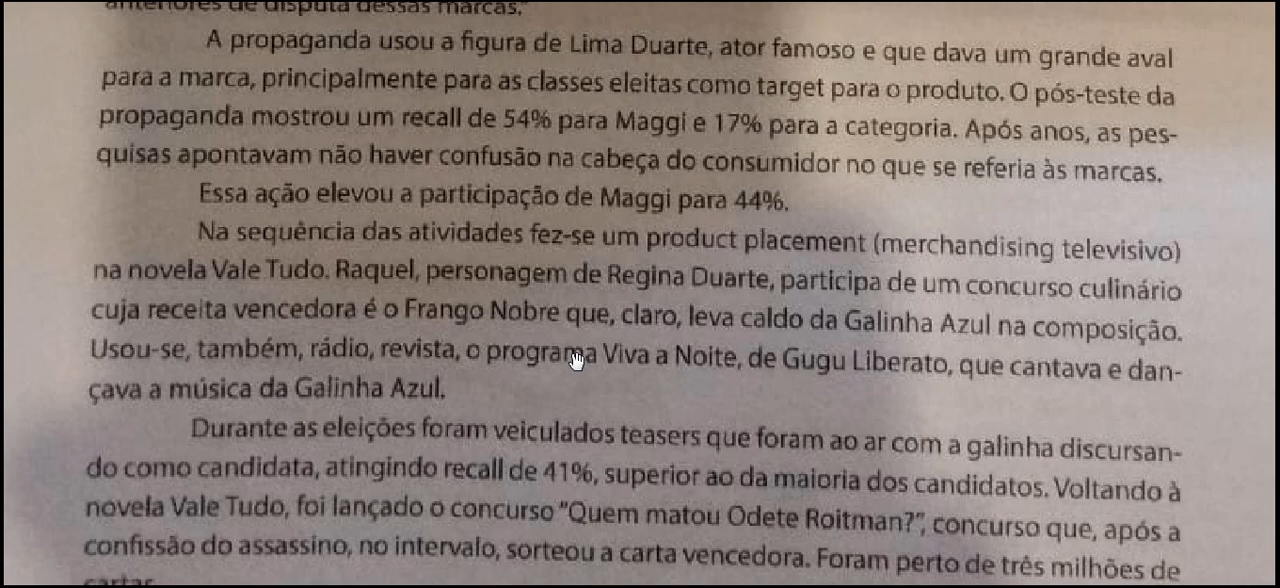 anteriores de disputa dessas marcas.
A propaganda usou a figura de Lima Duarte, ator famoso e que dava um grande aval
para a marca, principalmente para as classes eleitas como target para o produto. O pós-teste da
propaganda mostrou um recall de 54% para Maggi e 17% para a categoria. Após anos, as pes-
quisas apontavam não haver confusão na cabeça do consumidor no que se referia às marcas.
Essa ação elevou a participação de Maggi para 44%.
Na sequência das atividades fez-se um product placement (merchandising televisivo)
na novela Vale Tudo. Raquel, personagem de Regina Duarte, participa de um concurso culinário
cuja receita vencedora é o Frango Nobre que, claro, leva caldo da Galinha Azul na composição.
Usou-se, também, rádio, revista, o programa Viva a Noite, de Gugu Liberato, que cantava e dan-
çava a música da Galinha Azul.
Durante as eleições foram veiculados teasers que foram ao ar com a galinha discursan-
do como candidata, atingindo recall de 41%, superior ao da maioria dos candidatos. Voltando à
novela Vale Tudo, foi lançado o concurso "Quem matou Odete Roitman?", concurso que, após a
confissão do assassino, no intervalo, sorteou a carta vencedora. Foram perto de três milhões de